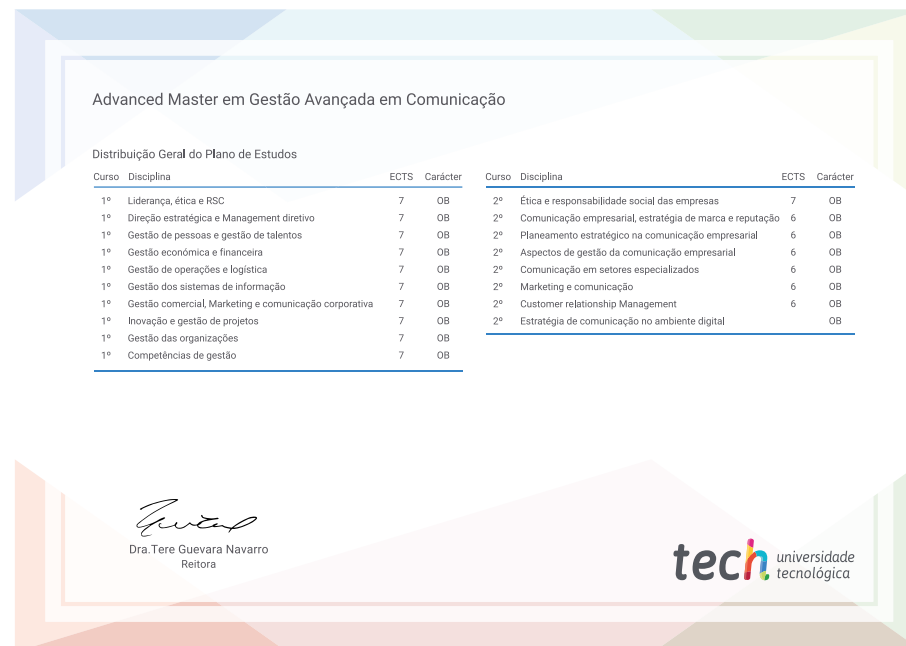 Advanced Master em Gestão Avançada em Comunicação
Distribuição Geral do Plano de Estudos
Curso Disciplina ECTS Carácter
1º Liderança, ética e RSC 7 OB
1º Direção estratégica e Management diretivo 7 OB
1º Gestão de pessoas e gestão de talentos 7 OB
1º Gestão económica e financeira 7 OB
1º Gestão de operações e logística 7 OB
1º Gestão dos sistemas de informação 7 OB
1º Gestão comercial, Marketing e comunicação corporativa 7 OB
1º Inovação e gestão de projetos 7 OB
1º Gestão das organizações 7 OB
1º Competências de gestão 7 OB
Curso Disciplina ECTS Carácter
2º Ética e responsabilidade social das empresas 7 OB
2º Comunicação empresarial, estratégia de marca e reputação 6 OB
2º Planeamento estratégico na comunicação empresarial 6 OB
2º Aspectos de gestão da comunicação empresarial 6 OB
2º Comunicação em setores especializados 6 OB
2º Marketing e comunicação 6 OB
2º Customer relationship Management 6 OB
2º Estratégia de comunicação no ambiente digital OB
Dra.Tere Guevara Navarro
Reitora
tech universidade
tecnológica